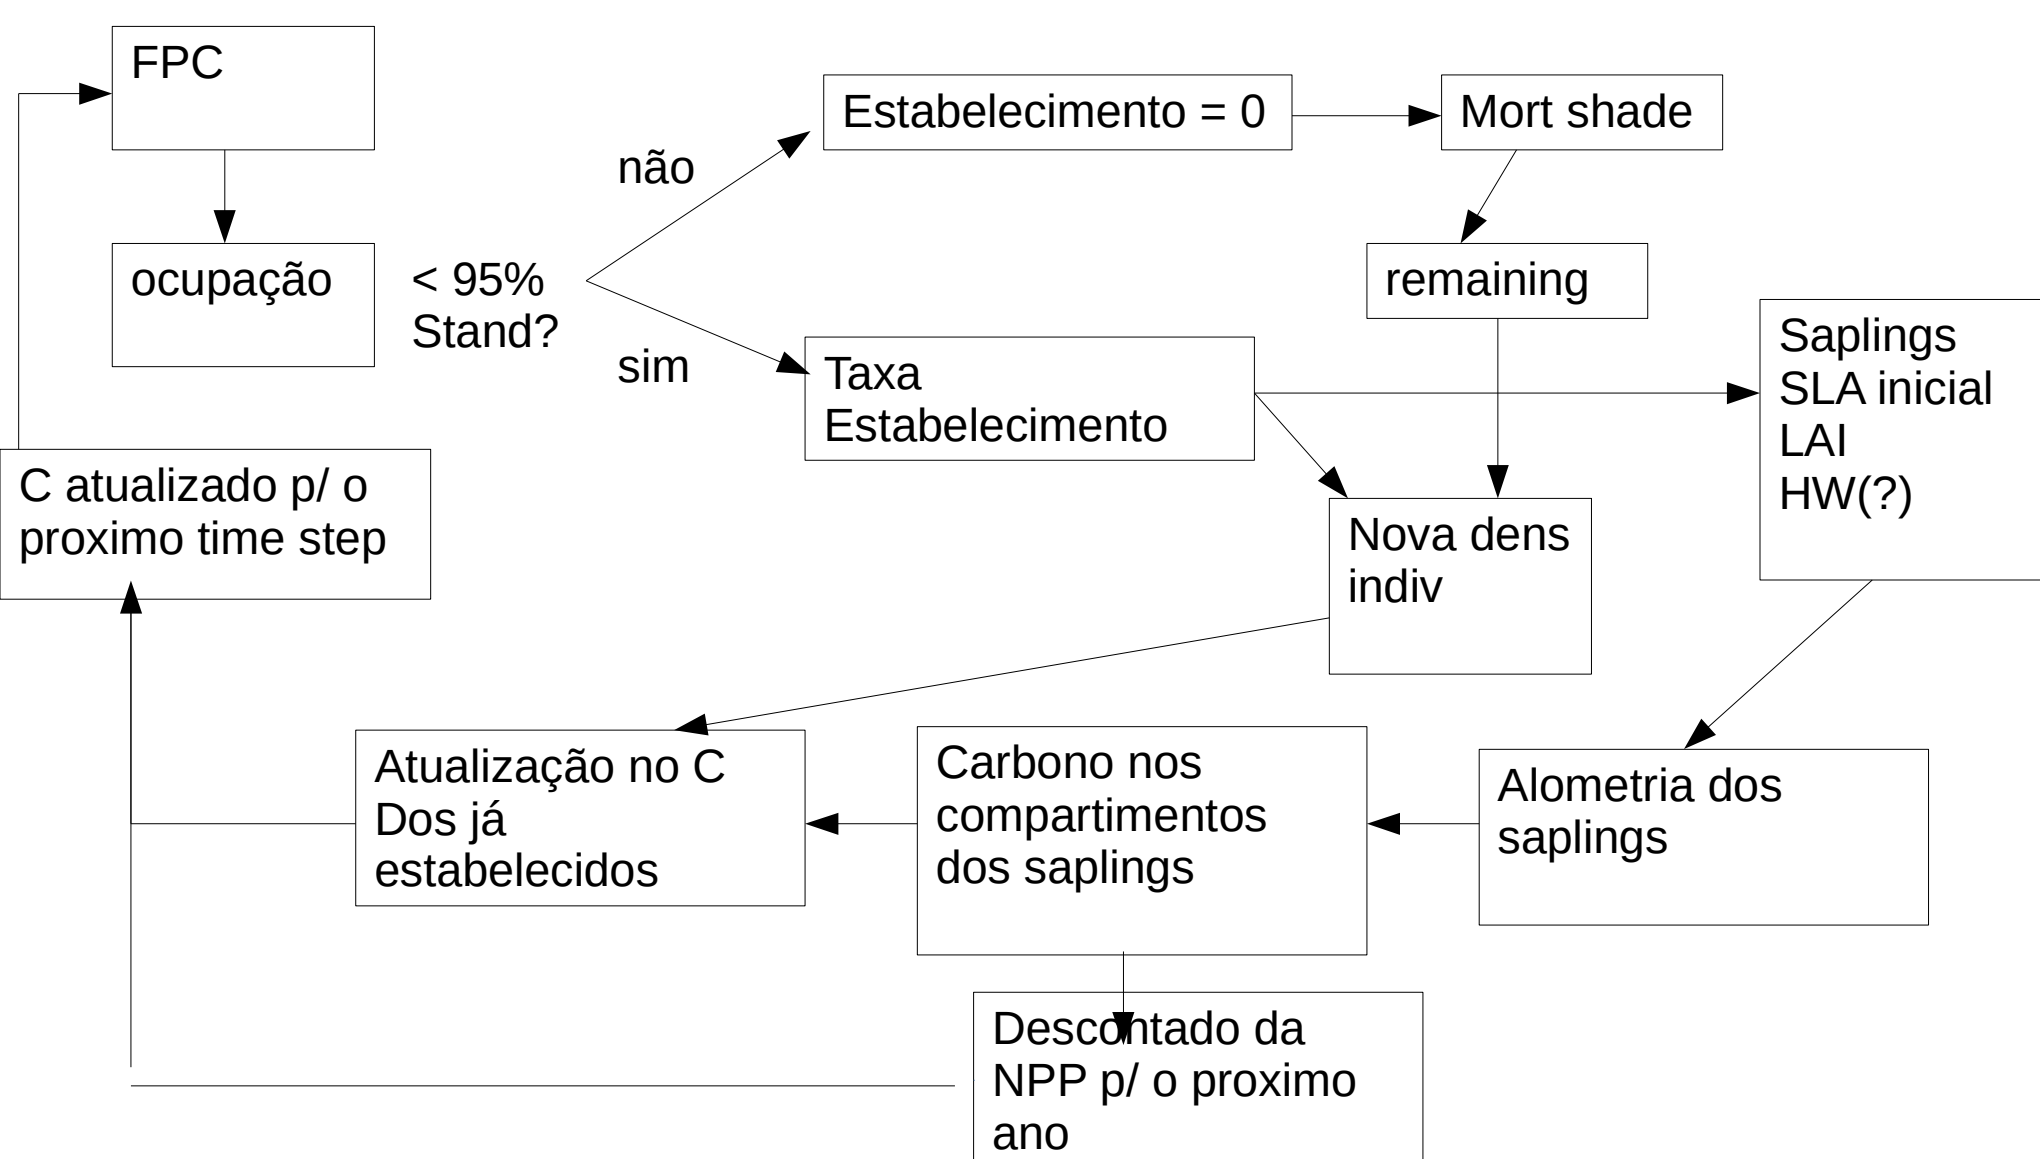 FPC
ocupação
< 95%
Stand?
não
sim
Estabelecimento = 0
Mort shade
remaining
Taxa
Estabelecimento
Saplings
SLA inicial
LAI
HW(?)
Nova dens
indiv
C atualizado p/ o
proximo time step
Atualização no C
Dos já
estabelecidos
Carbono nos
compartimentos
dos saplings
Alometria dos
saplings
Descontado da
NPP p/ o proximo
ano